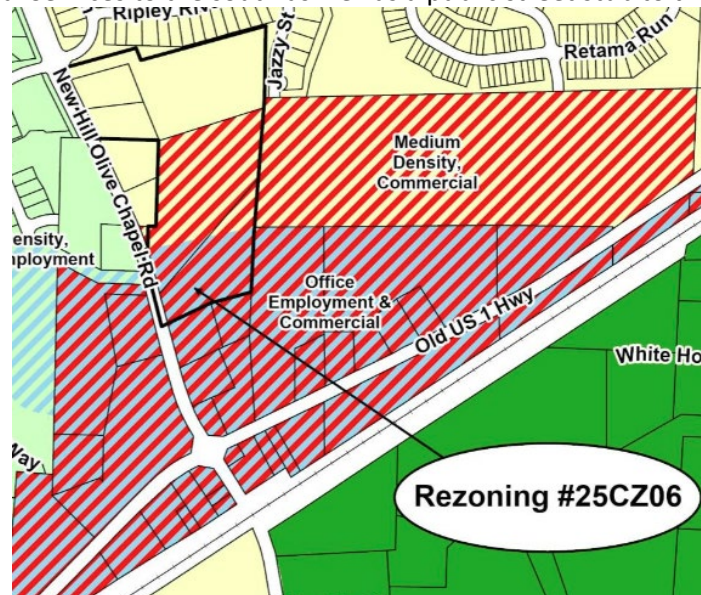 Ripley
Jazzy St
Retama Run
New Hill Olive Chapel Rd
Medium
Density,
Commercial
ensity,
ployment
Office
Employment &
Commercial
Old US 1 Hwy
White Ho
Way
Rezoning #25CZ06